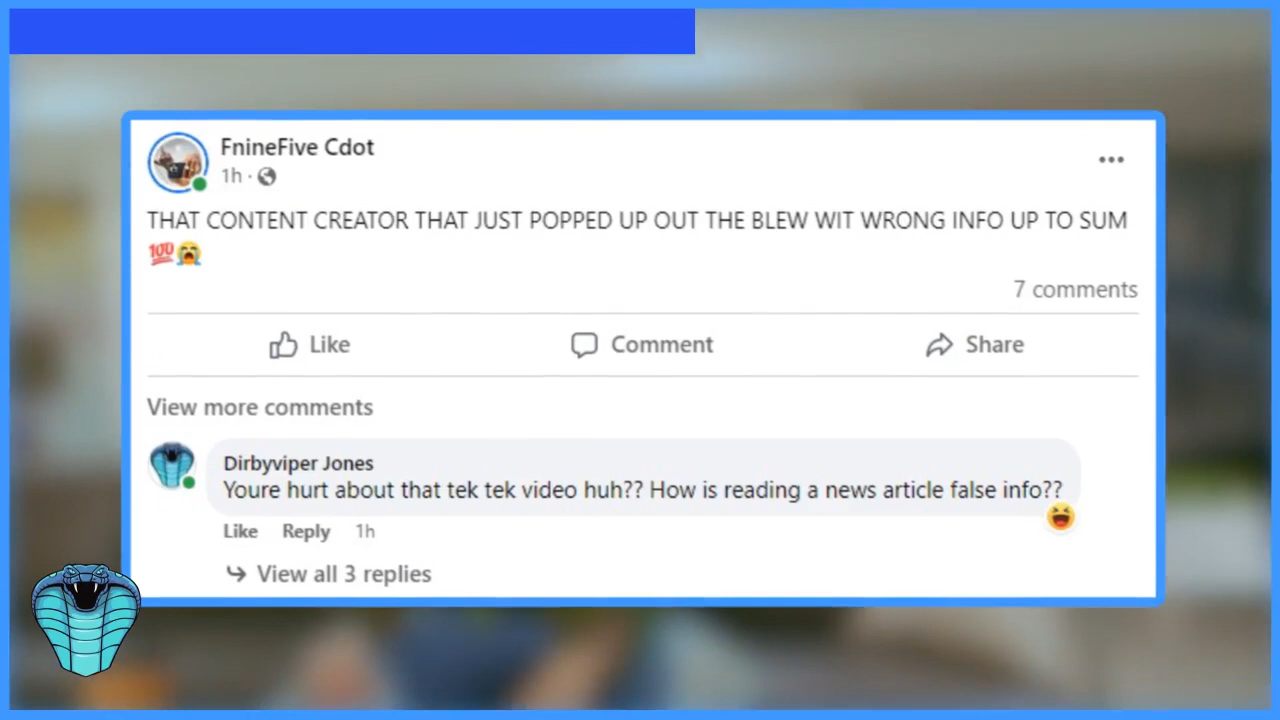 FnineFive Cdot
1h ·
THAT CONTENT CREATOR THAT JUST POPPED UP OUT THE BLEW WIT WRONG INFO UP TO SUM
💯😭
7 comments
Like Comment Share
View more comments
Dirbyviper Jones
Youre hurt about that tek tek video huh?? How is reading a news article false info??
Like Reply 1h
View all 3 replies